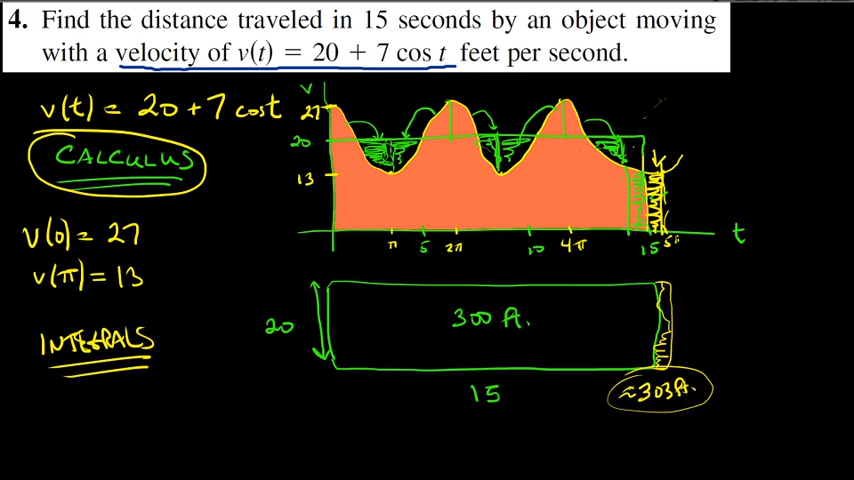 4. Find the distance traveled in 15 seconds by an object moving
with a velocity of v(t) = 20 + 7 cos t feet per second.
v(t) = 20 + 7 cost
CALCULUS
v(0) = 27
v(π) = 13
INTEGRALS
v
27
20
13
π 5 2π 10 4π 15 5π t
20
300 ft.
15
≈303ft.